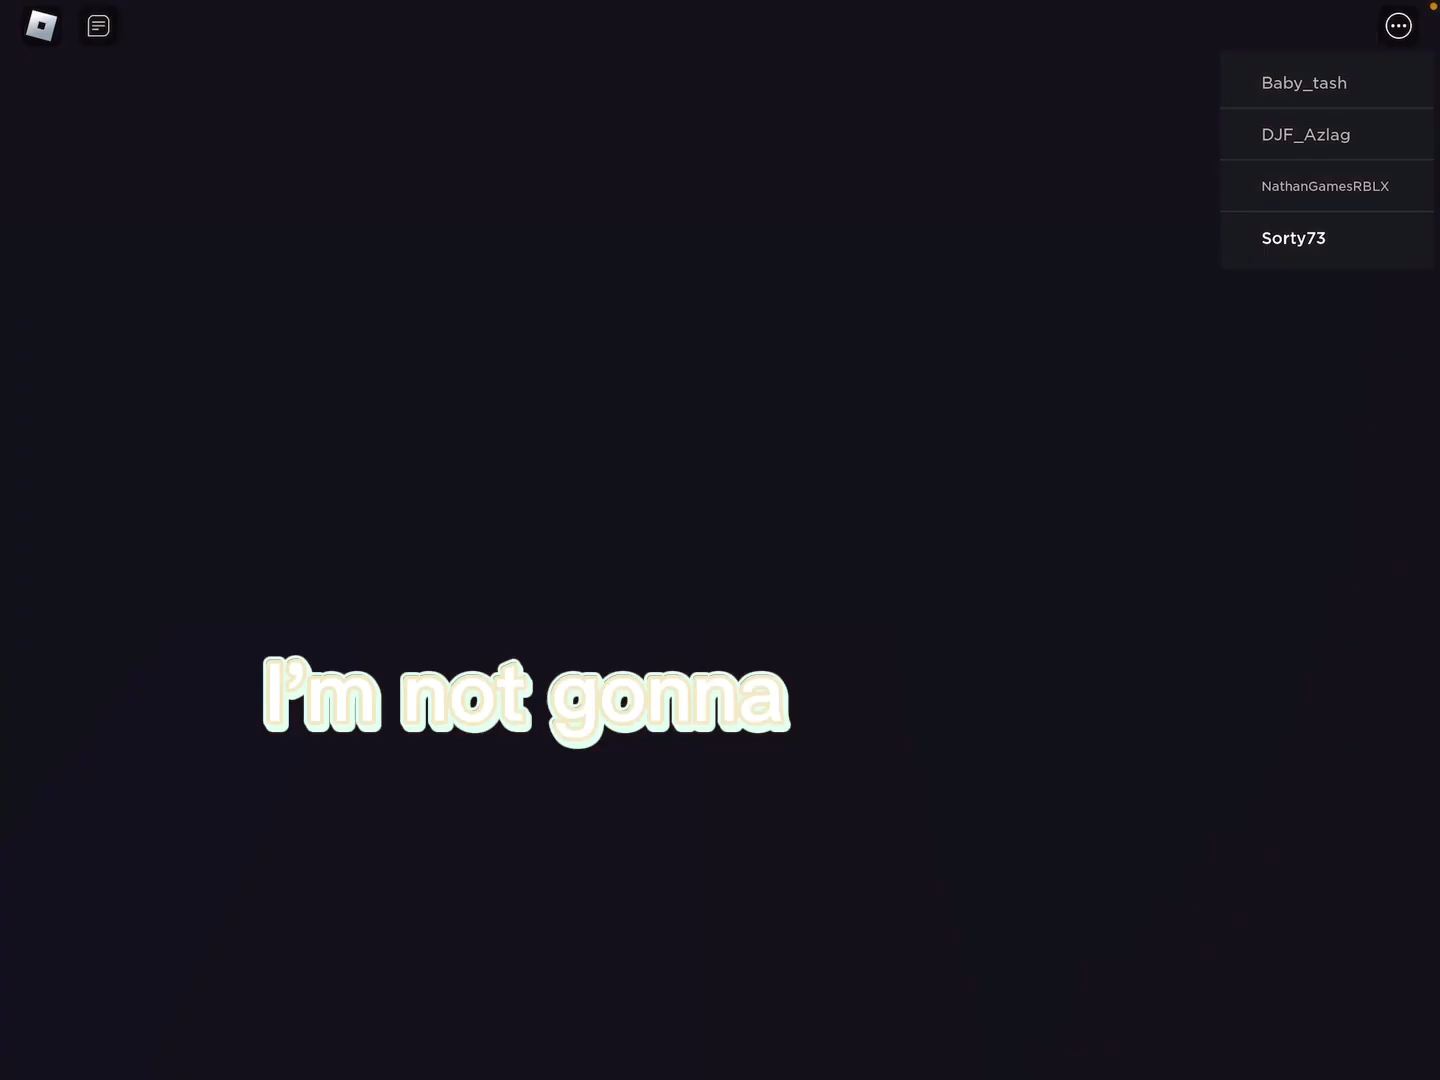 Baby_tash
DJF_Azlag
NathanGamesRBLX
Sorty73
I'm not gonna